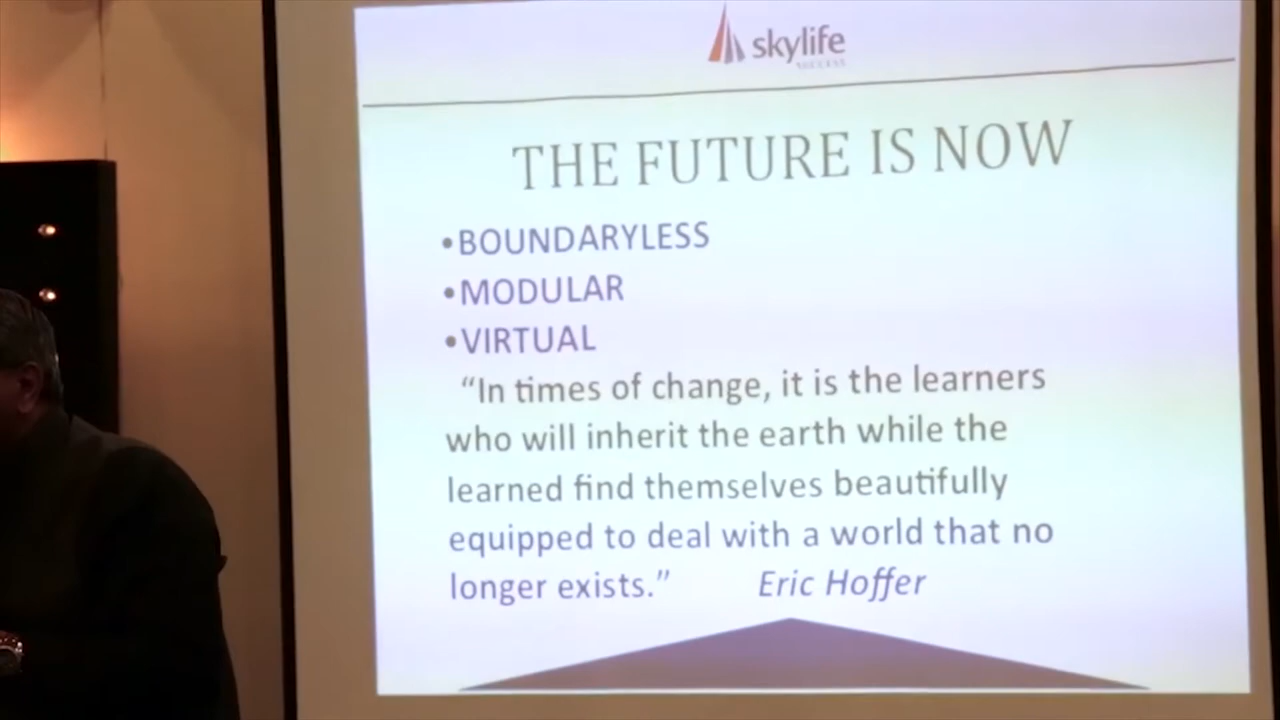 skylife
SUCCESS
THE FUTURE IS NOW
•BOUNDARYLESS
•MODULAR
•VIRTUAL
“In times of change, it is the learners
who will inherit the earth while the
learned find themselves beautifully
equipped to deal with a world that no
longer exists.” Eric Hoffer